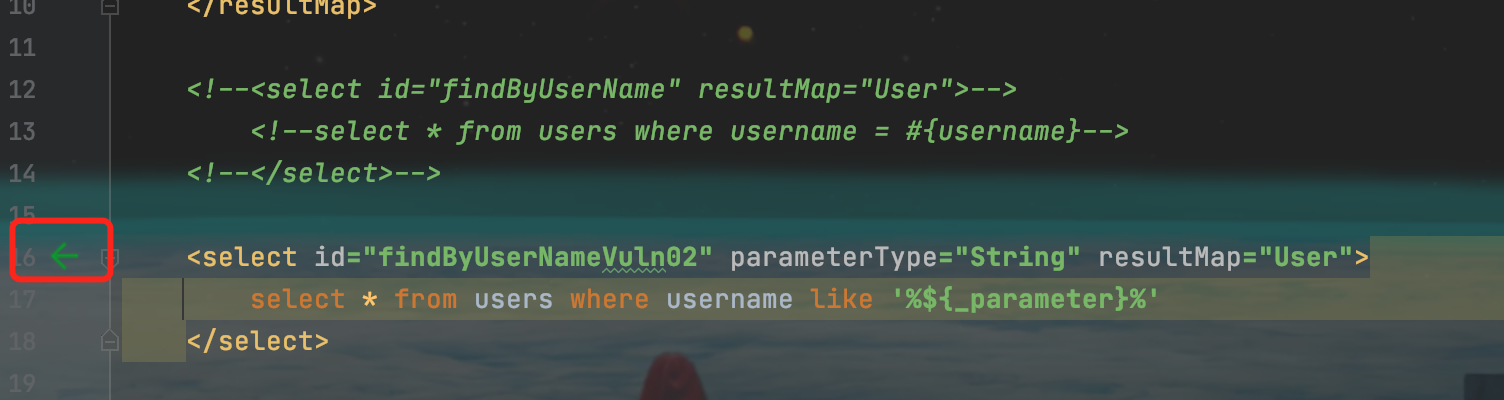 10 </resultMap>
11
12 <!--<select id="findByUserName" resultMap="User">-->
13 <!--select * from users where username = #{username}-->
14 <!--</select>-->
15
16 <select id="findByUserNameVuln02" parameterType="String" resultMap="User">
17 select * from users where username like '%${_parameter}%'
18 </select>
19